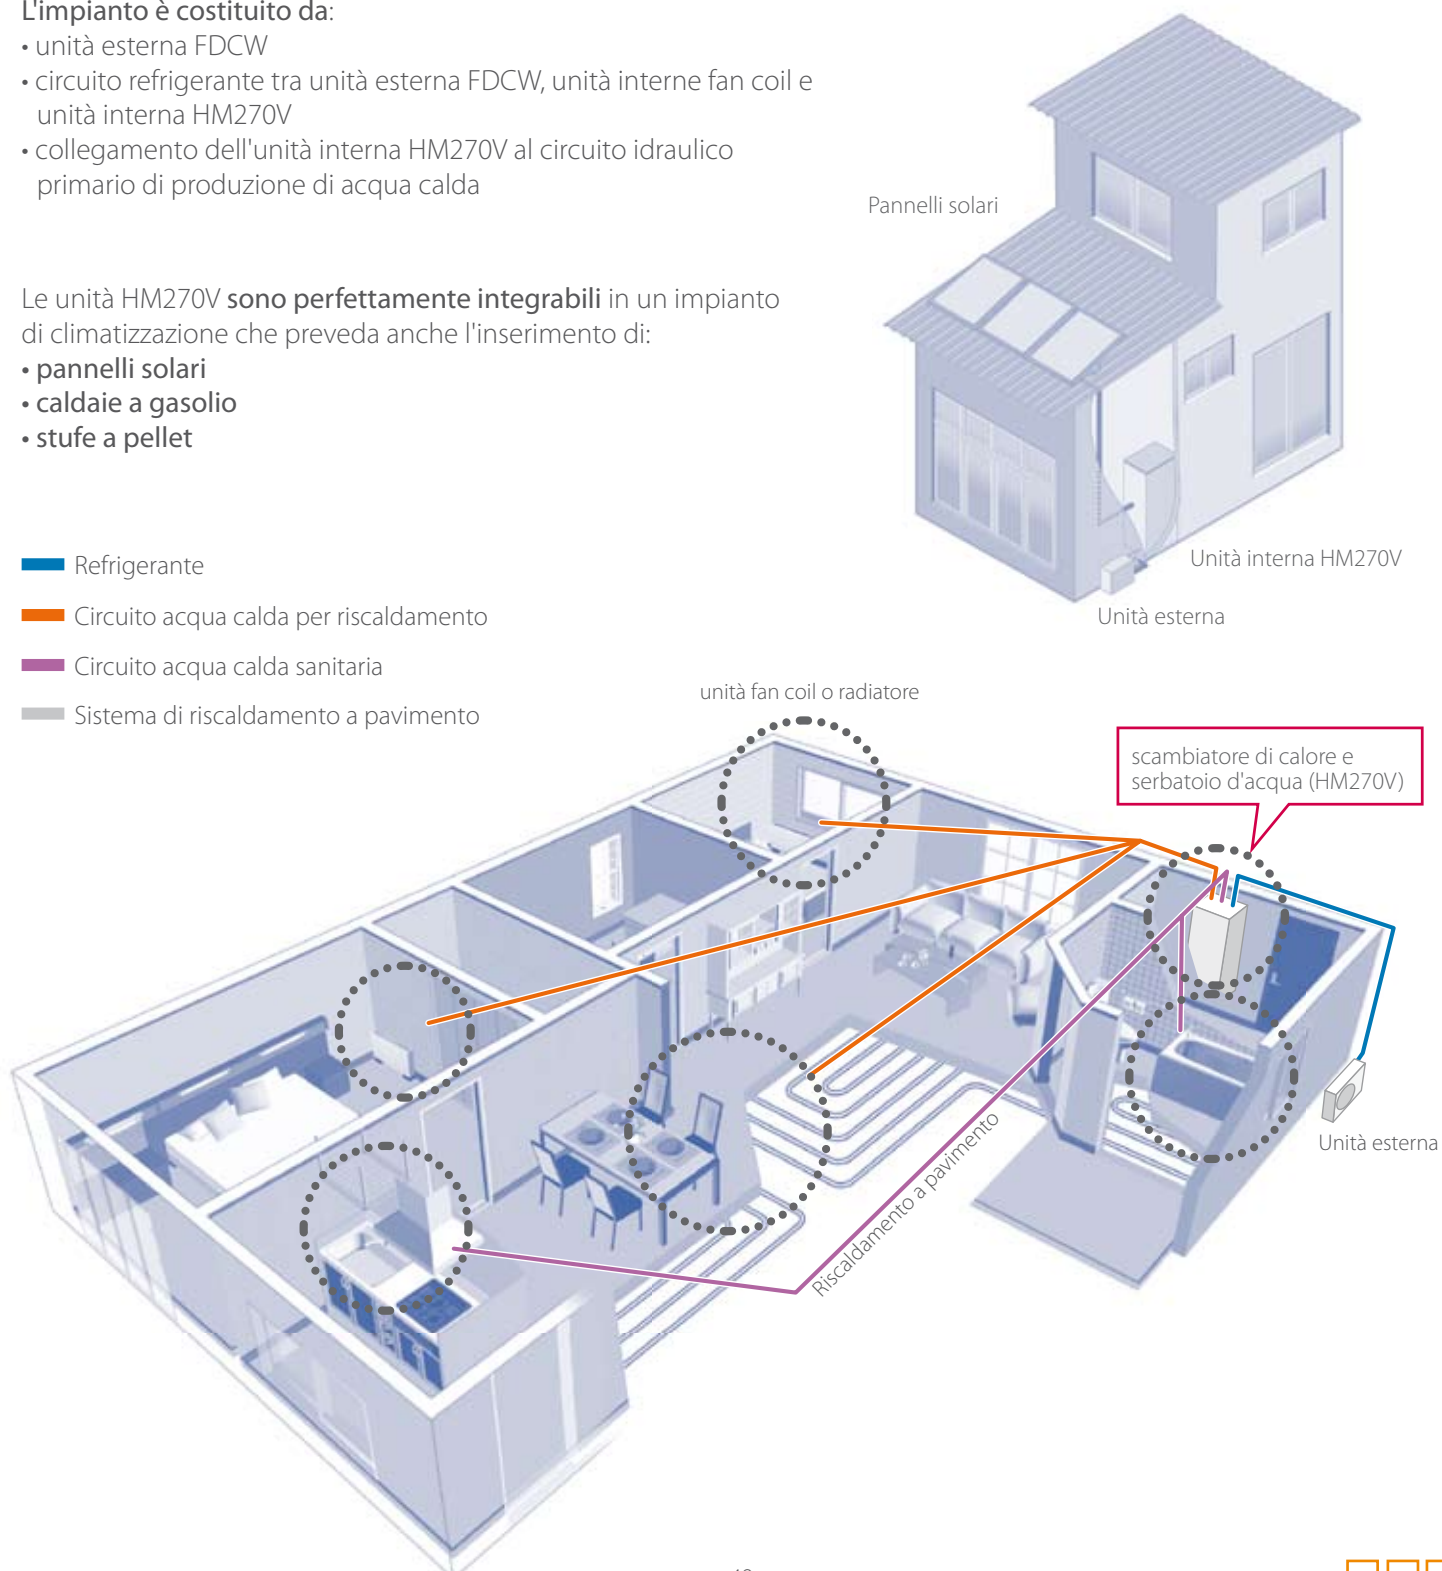 L'impianto è costituito da:
• unità esterna FDCW
• circuito refrigerante tra unità esterna FDCW, unità interne fan coil e
unità interna HM270V
• collegamento dell'unità interna HM270V al circuito idraulico
primario di produzione di acqua calda
Pannelli solari
Le unità HM270V sono perfettamente integrabili in un impianto
di climatizzazione che preveda anche l'inserimento di:
• pannelli solari
• caldaie a gasolio
• stufe a pellet
Unità interna HM270V
Unità esterna
Refrigerante
Circuito acqua calda per riscaldamento
Circuito acqua calda sanitaria
Sistema di riscaldamento a pavimento
unità fan coil o radiatore
scambiatore di calore e
serbatoio d'acqua (HM270V)
Unità esterna
Riscaldamento a pavimento